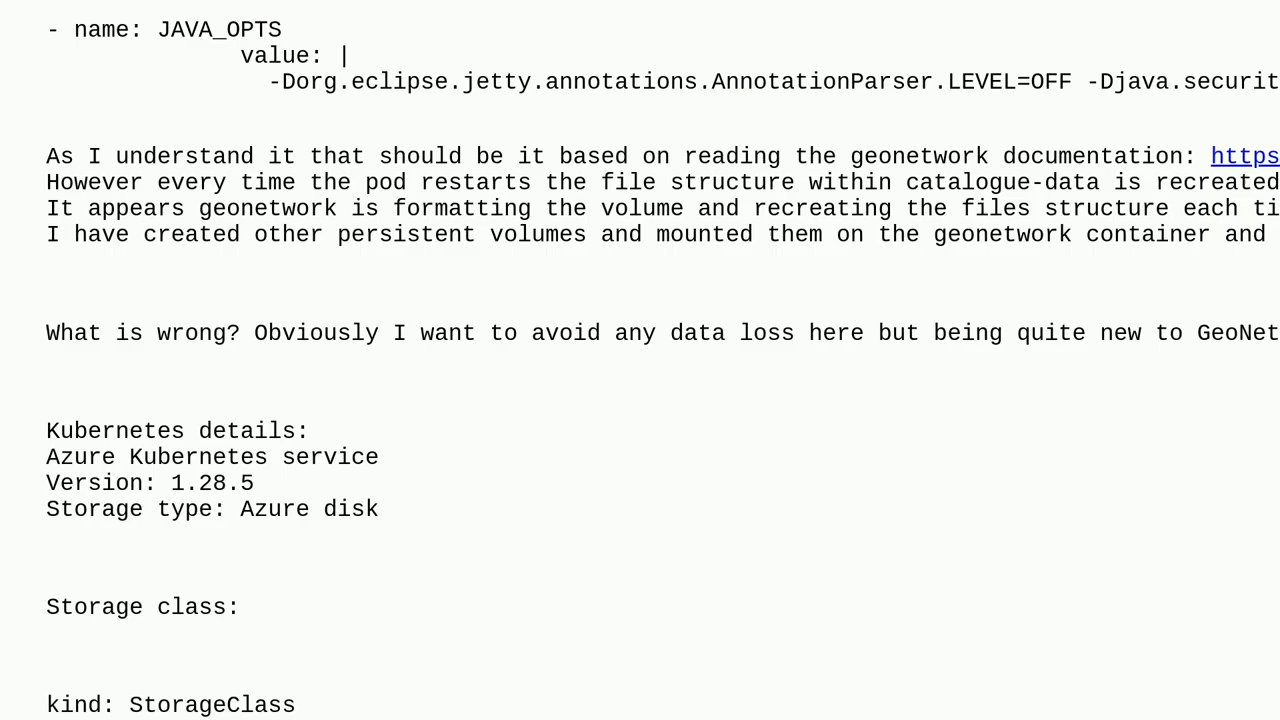 - name: JAVA_OPTS
value: |
-Dorg.eclipse.jetty.annotations.AnnotationParser.LEVEL=OFF -Djava.securit
As I understand it that should be it based on reading the geonetwork documentation: https
However every time the pod restarts the file structure within catalogue-data is recreated
It appears geonetwork is formatting the volume and recreating the files structure each ti
I have created other persistent volumes and mounted them on the geonetwork container and
What is wrong? Obviously I want to avoid any data loss here but being quite new to GeoNet
Kubernetes details:
Azure Kubernetes service
Version: 1.28.5
Storage type: Azure disk
Storage class:
kind: StorageClass